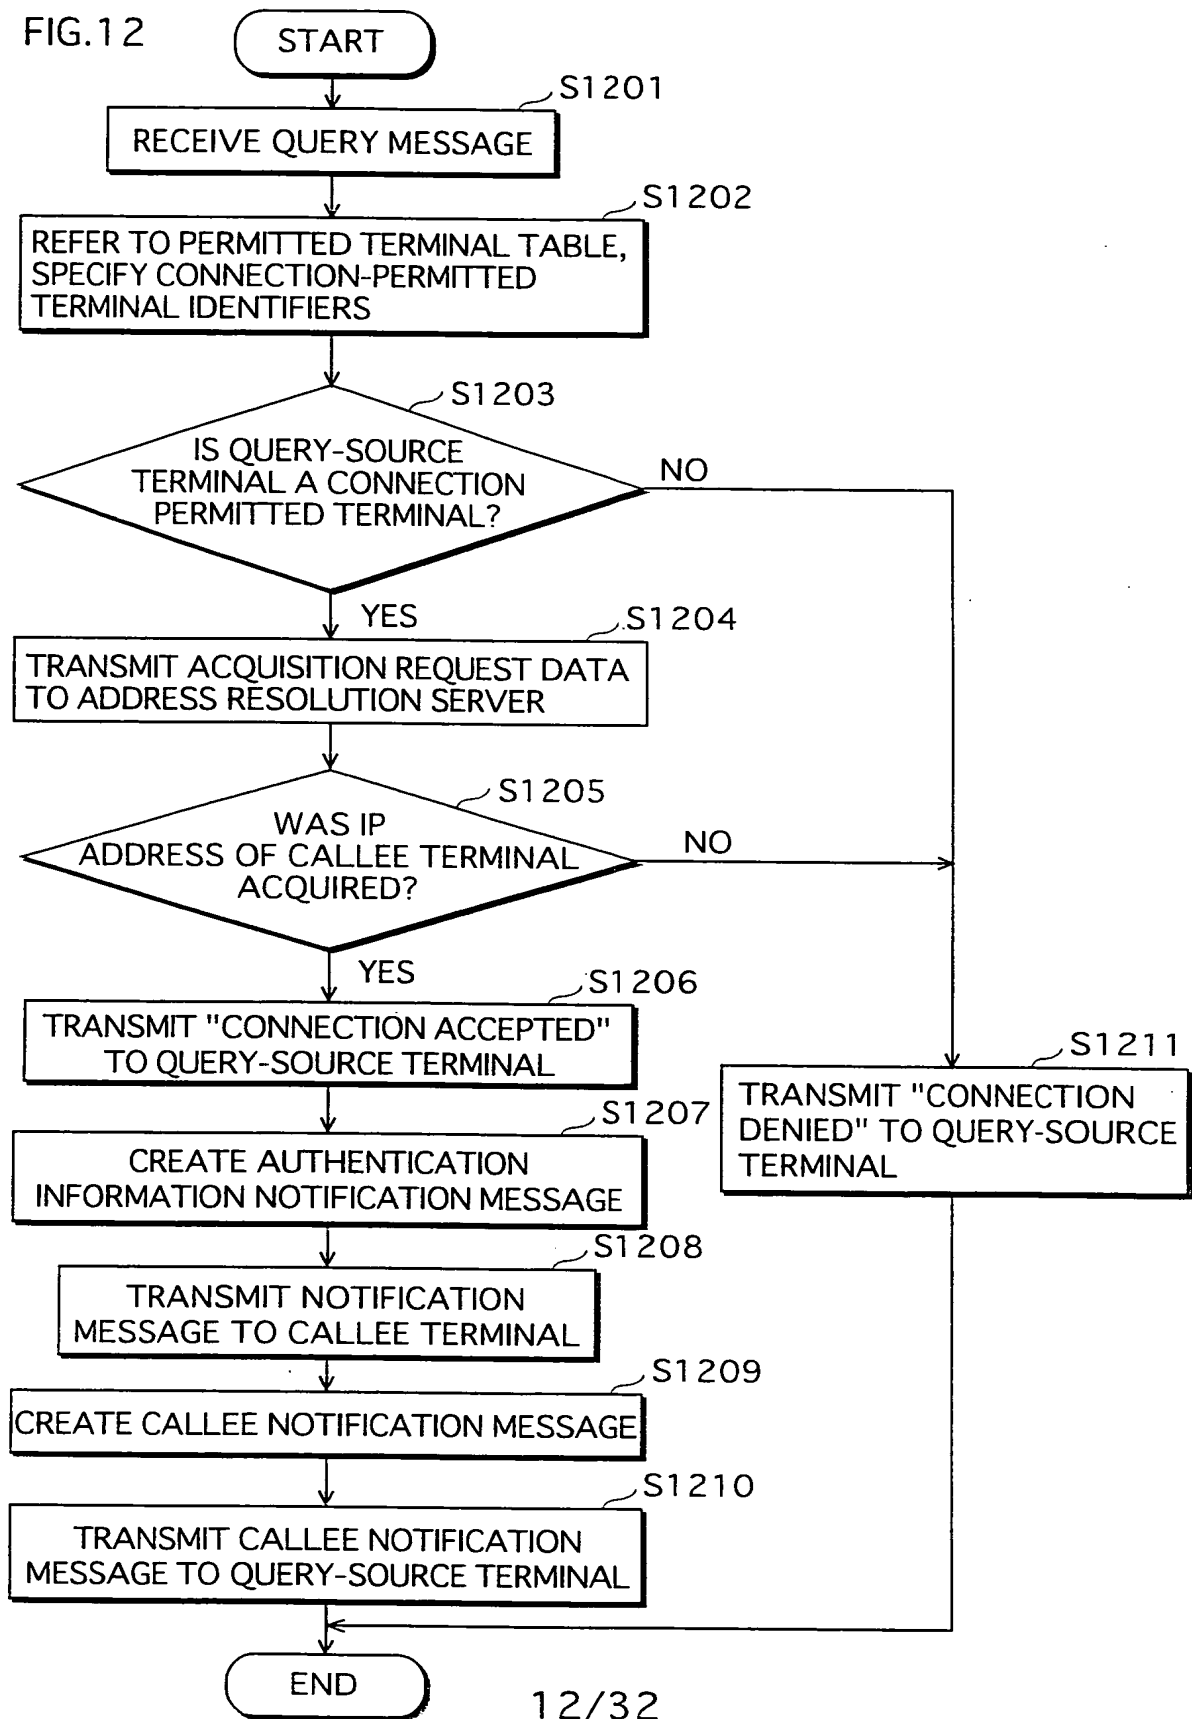 FIG.12
START
S1201
RECEIVE QUERY MESSAGE
S1202
REFER TO PERMITTED TERMINAL TABLE,
SPECIFY CONNECTION-PERMITTED
TERMINAL IDENTIFIERS
S1203
IS QUERY-SOURCE
TERMINAL A CONNECTION
PERMITTED TERMINAL?
NO
YES
S1204
TRANSMIT ACQUISITION REQUEST DATA
TO ADDRESS RESOLUTION SERVER
S1205
WAS IP
ADDRESS OF CALLEE TERMINAL
ACQUIRED?
NO
YES
S1206
TRANSMIT "CONNECTION ACCEPTED"
TO QUERY-SOURCE TERMINAL
S1211
TRANSMIT "CONNECTION
DENIED" TO QUERY-SOURCE
TERMINAL
S1207
CREATE AUTHENTICATION
INFORMATION NOTIFICATION MESSAGE
S1208
TRANSMIT NOTIFICATION
MESSAGE TO CALLEE TERMINAL
S1209
CREATE CALLEE NOTIFICATION MESSAGE
S1210
TRANSMIT CALLEE NOTIFICATION
MESSAGE TO QUERY-SOURCE TERMINAL
END
12/32